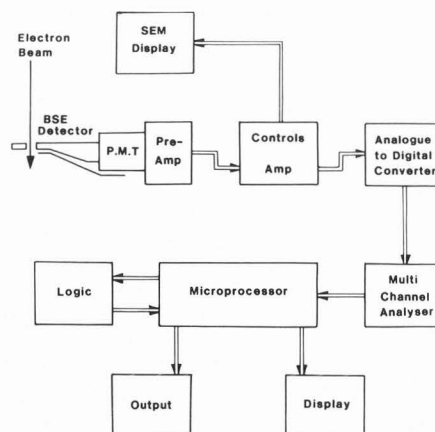 Electron
Beam
SEM
Display
BSE
Detector
P.M.T
Pre-
Amp
Controls
Amp
Analogue
to Digital
Converter
Logic
Microprocessor
Multi
Channel
Analyser
Output
Display